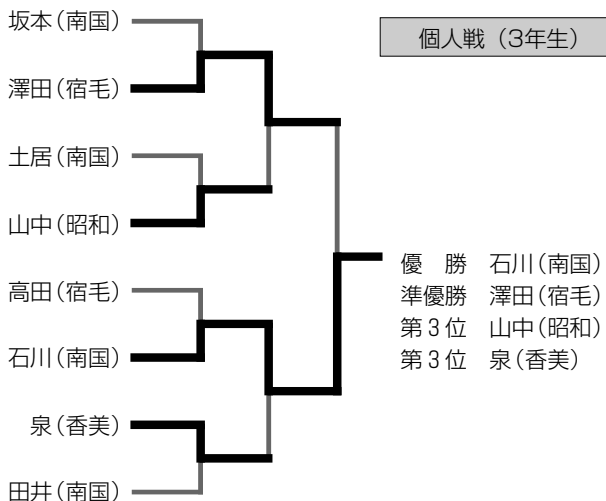 個人戦（3年生）
坂本（南国）
澤田（宿毛）
土居（南国）
山中（昭和）
高田（宿毛）
石川（南国）
泉（香美）
田井（南国）
優　勝　石川（南国）
準優勝　澤田（宿毛）
第３位　山中（昭和）
第３位　泉（香美）